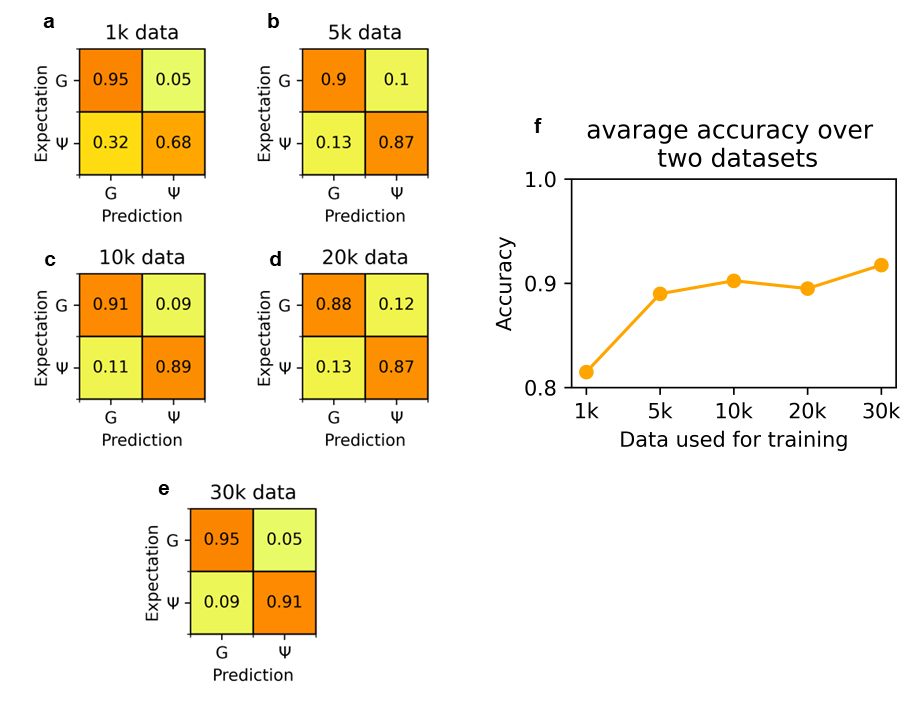 a
1k data
Expectation
G
0.95 0.05
Ψ
0.32 0.68
G Ψ
Prediction
b
5k data
Expectation
G
0.9 0.1
Ψ
0.13 0.87
G Ψ
Prediction
c
10k data
Expectation
G
0.91 0.09
Ψ
0.11 0.89
G Ψ
Prediction
d
20k data
Expectation
G
0.88 0.12
Ψ
0.13 0.87
G Ψ
Prediction
e
30k data
Expectation
G
0.95 0.05
Ψ
0.09 0.91
G Ψ
Prediction
f
avarage accuracy over
two datasets
Accuracy
1.0
0.9
0.8
1k 5k 10k 20k 30k
Data used for training